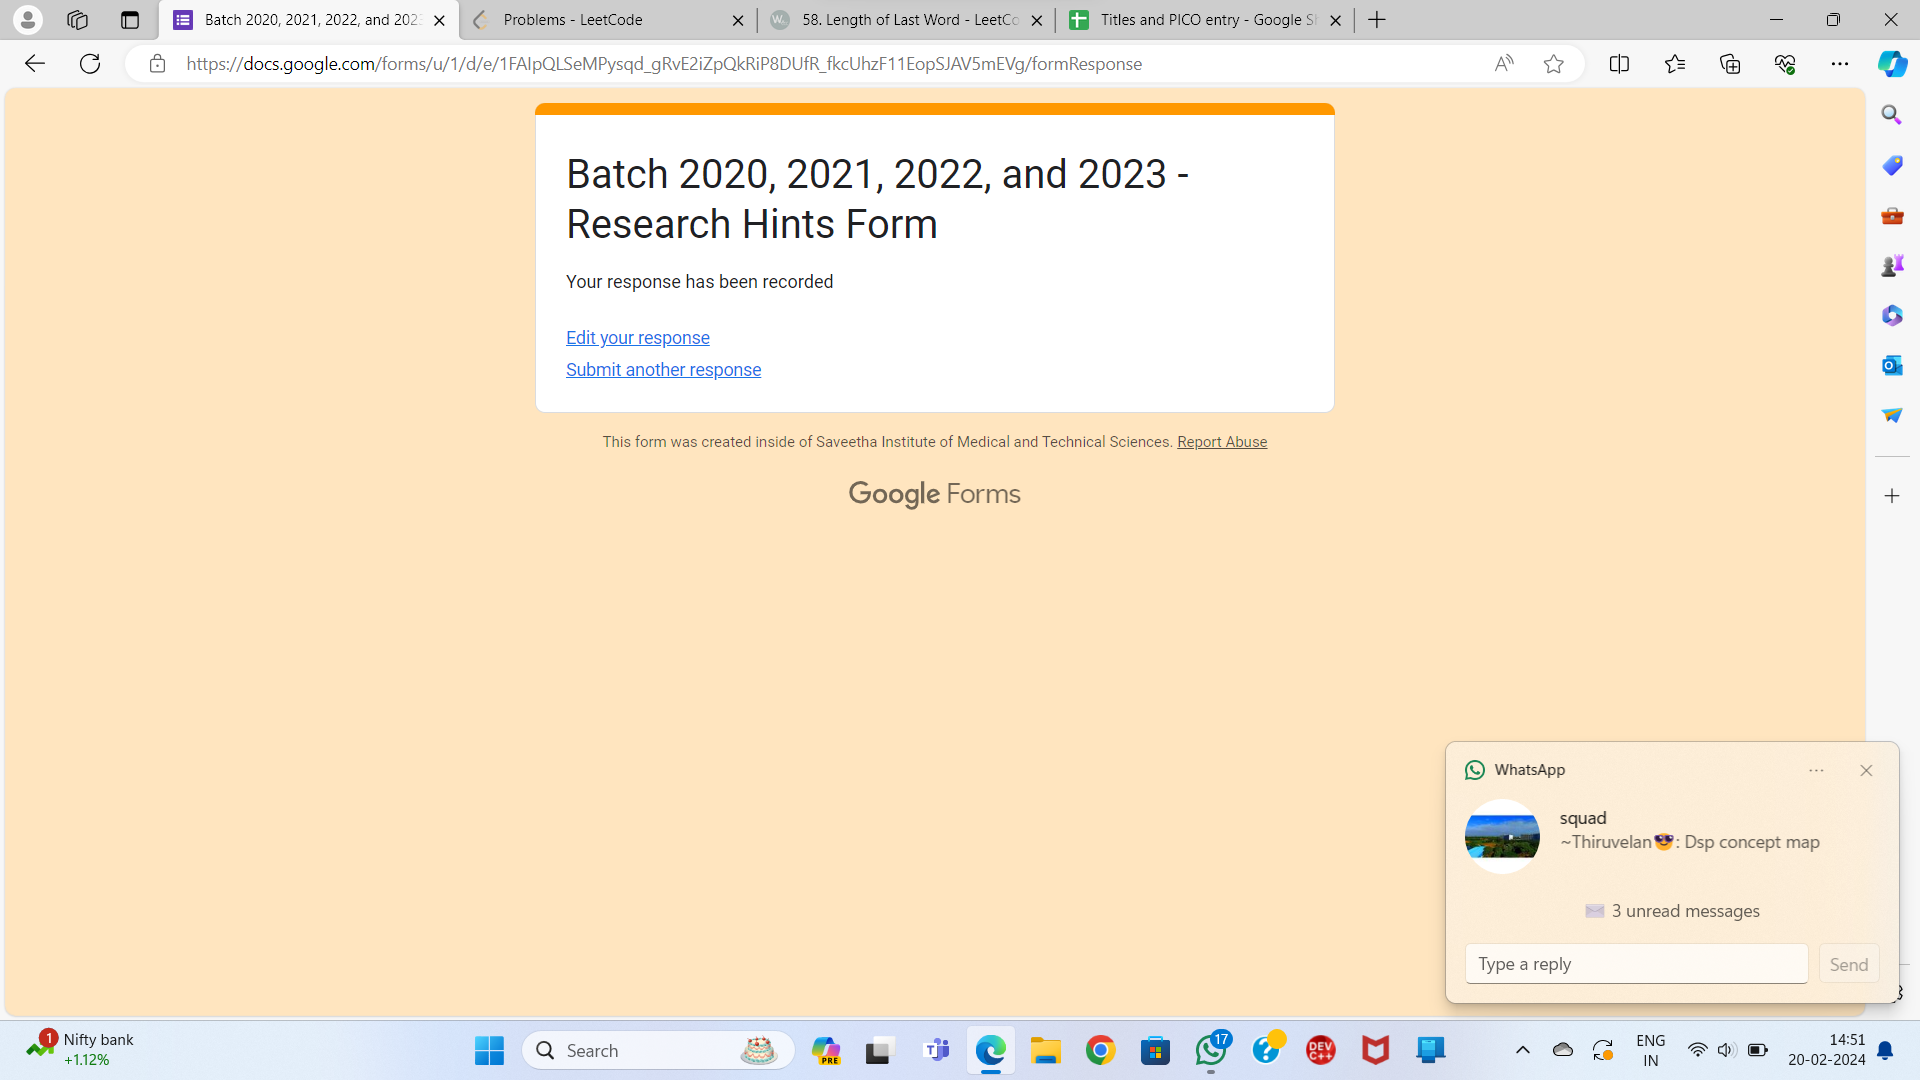 Batch 2020, 2021, 2022, and 202
Problems - LeetCode
58. Length of Last Word - LeetCo
Titles and PICO entry - Google S
https://docs.google.com/forms/u/1/d/e/1FAIpQLSeMPysqd_gRvE2iZpQkRiP8DUfR_fkcUhzF11EopSJAV5mEVg/formResponse
Batch 2020, 2021, 2022, and 2023 -
Research Hints Form
Your response has been recorded
Edit your response
Submit another response
This form was created inside of Saveetha Institute of Medical and Technical Sciences. Report Abuse
Google Forms
WhatsApp
squad
~Thiruvelan😎: Dsp concept map
3 unread messages
Type a reply
Send
1
Nifty bank
+1.12%
Search
PRE
17
DEV
C++
ENG
IN
14:51
20-02-2024